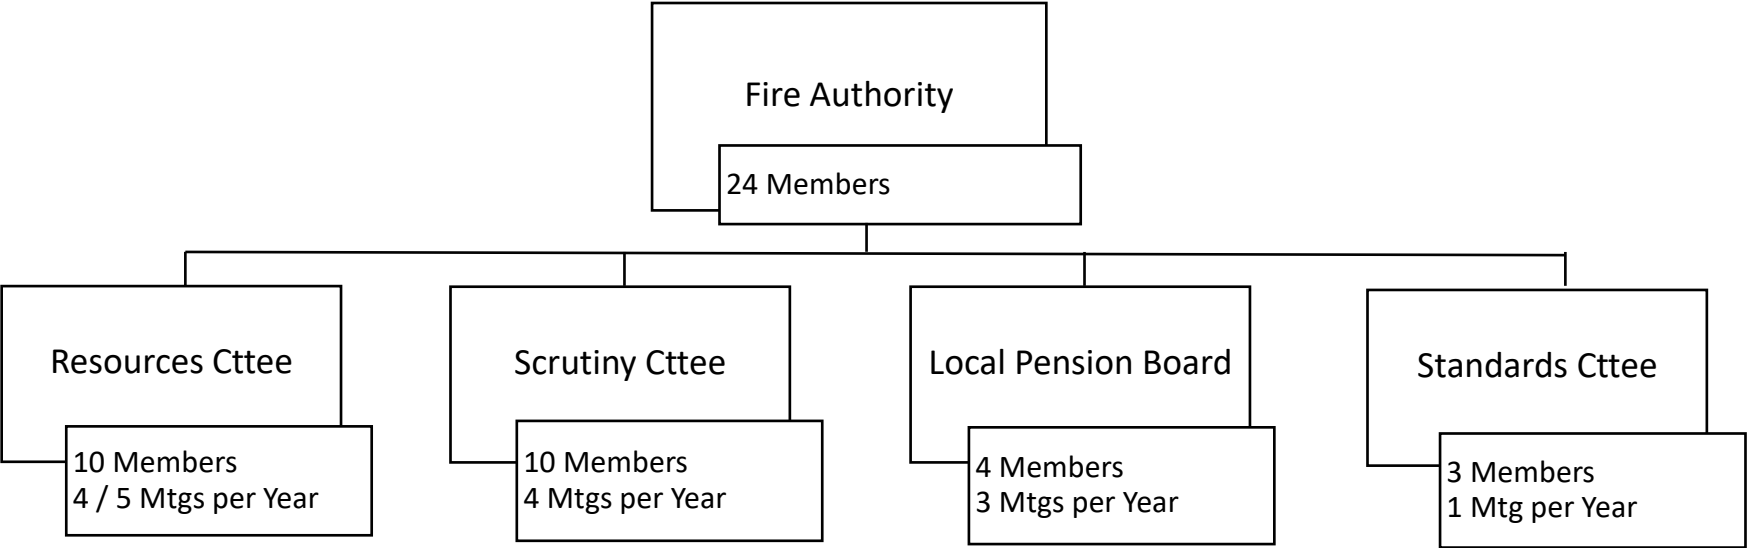 Fire Authority
24 Members
Resources Cttee
10 Members
4 / 5 Mtgs per Year
Scrutiny Cttee
10 Members
4 Mtgs per Year
Local Pension Board
4 Members
3 Mtgs per Year
Standards Cttee
3 Members
1 Mtg per Year